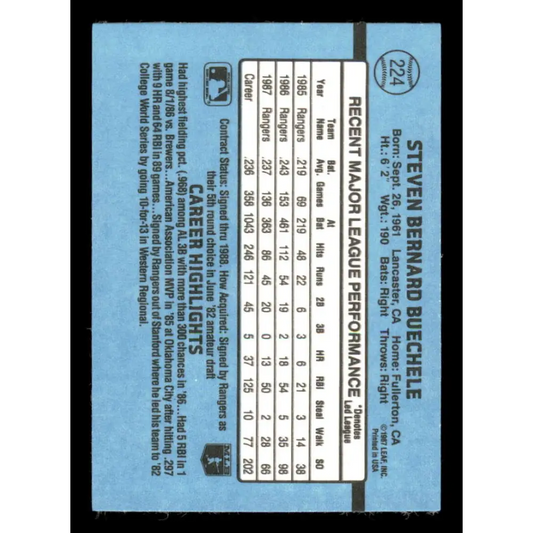 224
STEVEN BERNARD BUECHELE
Born: Sept. 26, 1961 Lancaster, CA Home: Fullerton, CA
Ht.: 6'2" Wgt.: 190 Bats: Right Throws: Right
© 1987 LEAF, INC.
Printed in USA
RECENT MAJOR LEAGUE PERFORMANCE *Denotes Led League
Year Team Name Bat. Avg. Games At Bat Hits Runs 2B 3B HR RBI Steal Walk SO
1985 Rangers .219 69 219 48 22 6 3 6 21 3 14 38
1986 Rangers .243 153 461 112 54 19 2 18 54 5 35 98
1987 Rangers .237 136 363 86 45 20 0 13 50 2 28 66
Career .236 358 1043 246 121 45 5 37 125 10 77 202
Contract Status: Signed thru 1988 How Acquired: Signed by Rangers as
their 5th round choice in June '82 amateur draft
CAREER HIGHLIGHTS
Had highest fielding pct. (.968) among AL 3B with more than 300 chances in '86... Had 5 RBI in 1
game 8/1/86 vs. Brewers... American Association MVP in '85 at Oklahoma City after hitting .297
with 9 HR and 64 RBI in 89 games... Signed by Rangers out of Stanford where he led his team to '82
College World Series by going 10-for-13 in Western Regional.